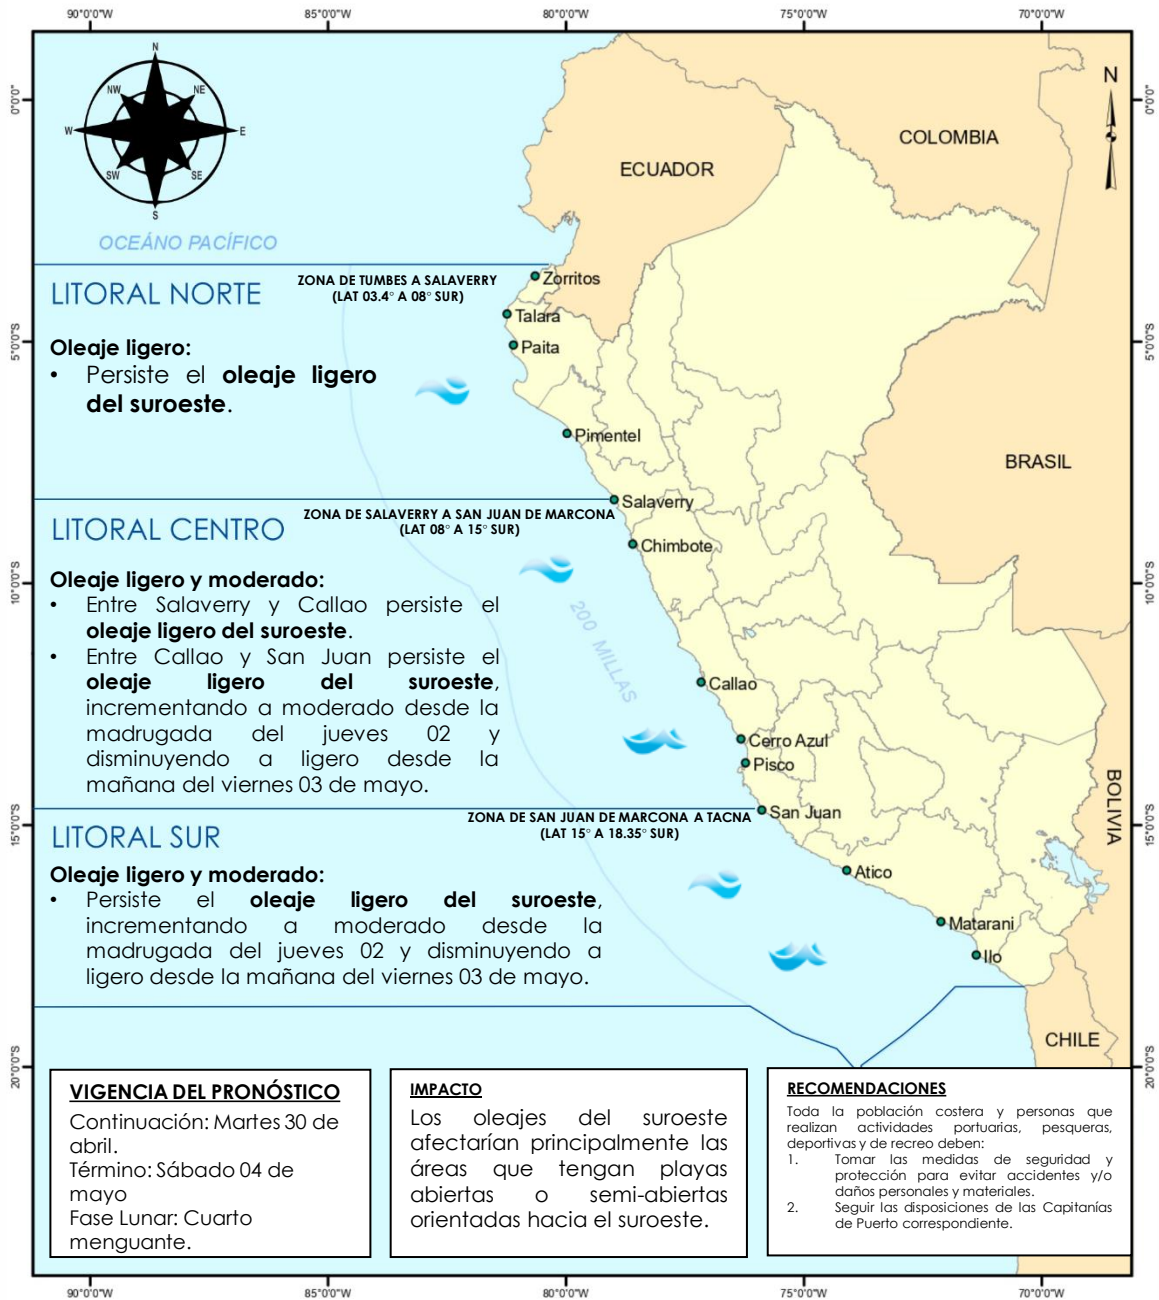 90°0'0"W 85°0'0"W 80°0'0"W 75°0'0"W 70°0'0"W
N
NW NE
W E
SW SE
S
N
0°0'0"
0°0'0"
COLOMBIA
ECUADOR
OCEÁNO PACÍFICO
ZONA DE TUMBES A SALAVERRY
(LAT 03.4° A 08° SUR)
LITORAL NORTE
Zorritos
Talara
Paita
5°0'0"S
5°0'0"S
Oleaje ligero:
• Persiste el oleaje ligero
del suroeste.
Pimentel
BRASIL
Salaverry
ZONA DE SALAVERRY A SAN JUAN DE MARCONA
(LAT 08° A 15° SUR)
LITORAL CENTRO
Chimbote
Oleaje ligero y moderado:
• Entre Salaverry y Callao persiste el
oleaje ligero del suroeste.
• Entre Callao y San Juan persiste el
oleaje ligero del suroeste,
incrementando a moderado desde la
madrugada del jueves 02 y
disminuyendo a ligero desde la
mañana del viernes 03 de mayo.
10°0'0"S
10°0'0"S
200 MILLAS
Callao
Cerro Azul
Pisco
BOLIVIA
San Juan
ZONA DE SAN JUAN DE MARCONA A TACNA
(LAT 15° A 18.35° SUR)
LITORAL SUR
15°0'0"S
15°0'0"S
Oleaje ligero y moderado:
• Persiste el oleaje ligero del suroeste,
incrementando a moderado desde la
madrugada del jueves 02 y disminuyendo a
ligero desde la mañana del viernes 03 de mayo.
Atico
Matarani
Ilo
CHILE
20°0'0"S
20°0'0"S
VIGENCIA DEL PRONÓSTICO
Continuación: Martes 30 de
abril.
Término: Sábado 04 de
mayo
Fase Lunar: Cuarto
menguante.
IMPACTO
Los oleajes del suroeste
afectarían principalmente las
áreas que tengan playas
abiertas o semi-abiertas
orientadas hacia el suroeste.
RECOMENDACIONES
Toda la población costera y personas que
realizan actividades portuarias, pesqueras,
deportivas y de recreo deben:
1. Tomar las medidas de seguridad y
protección para evitar accidentes y/o
daños personales y materiales.
2. Seguir las disposiciones de las Capitanías
de Puerto correspondiente.
90°0'0"W 85°0'0"W 80°0'0"W 75°0'0"W 70°0'0"W